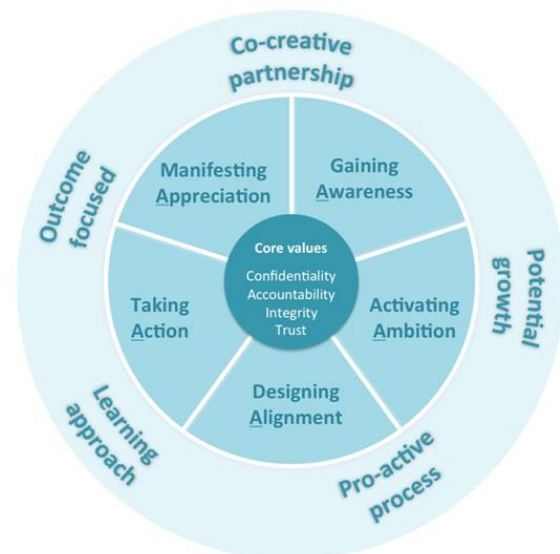 Co-creative
partnership
Potential
growth
Pro-active
process
Learning
approach
Outcome
focused
Gaining
Awareness
Activating
Ambition
Designing
Alignment
Taking
Action
Manifesting
Appreciation
Core values
Confidentiality
Accountability
Integrity
Trust